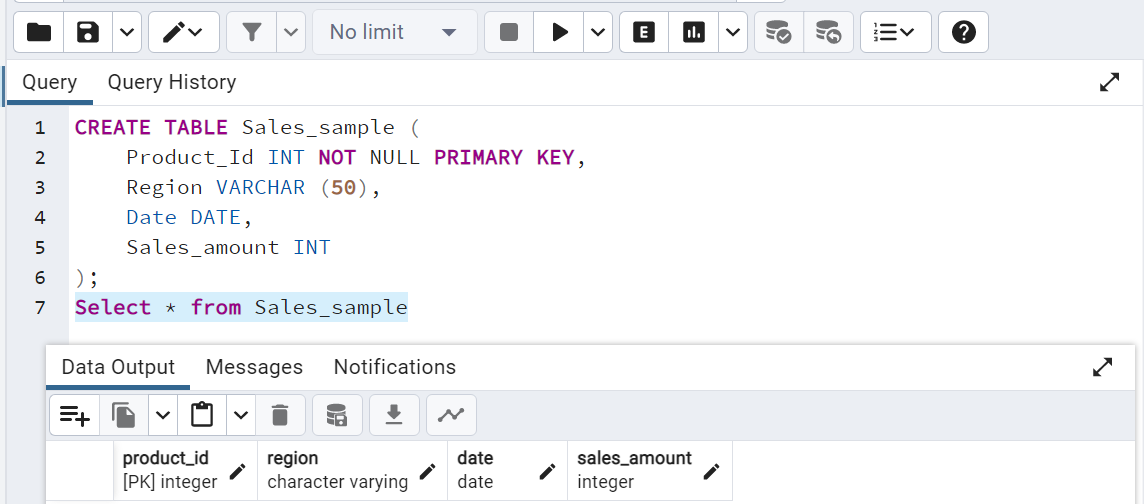 No limit
E
Query Query History
1 CREATE TABLE Sales_sample (
2 Product_Id INT NOT NULL PRIMARY KEY,
3 Region VARCHAR (50),
4 Date DATE,
5 Sales_amount INT
6 );
7 Select * from Sales_sample
Data Output Messages Notifications
product_id region date sales_amount
[PK] integer character varying date integer